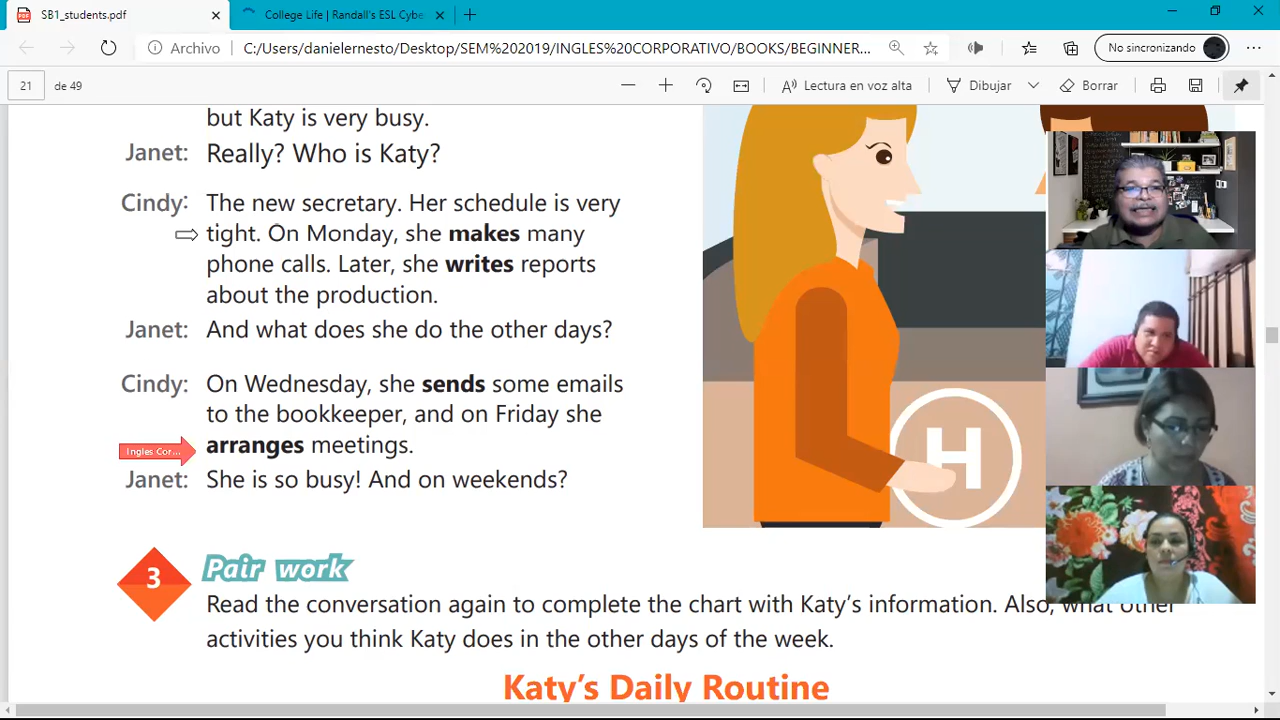 SB1_students.pdf
College Life | Randall's ESL Cybe
Archivo
C:/Users/danielernesto/Desktop/SEM%202019/INGLES%20CORPORATIVO/BOOKS/BEGINNER...
No sincronizando
21 de 49
Lectura en voz alta
Dibujar
Borrar
but Katy is very busy.
Janet: Really? Who is Katy?
Cindy: The new secretary. Her schedule is very
tight. On Monday, she makes many
phone calls. Later, she writes reports
about the production.
Janet: And what does she do the other days?
Cindy: On Wednesday, she sends some emails
to the bookkeeper, and on Friday she
Ingles Cor... arranges meetings.
Janet: She is so busy! And on weekends?
H
3 Pair work
Read the conversation again to complete the chart with Katy's information. Also, what other
activities you think Katy does in the other days of the week.
Katy's Daily Routine